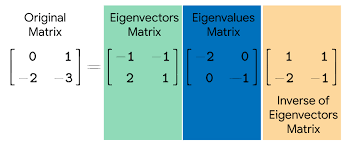 Original Matrix
Eigenvectors Matrix
Eigenvalues Matrix
[ 0 1 ] = [ -1 -1 ] [ -2 0 ] [ 1 1 ]
[ -2 -3 ] [ 2 1 ] [ 0 -1 ] [ -2 -1 ]
Inverse of
Eigenvectors
Matrix